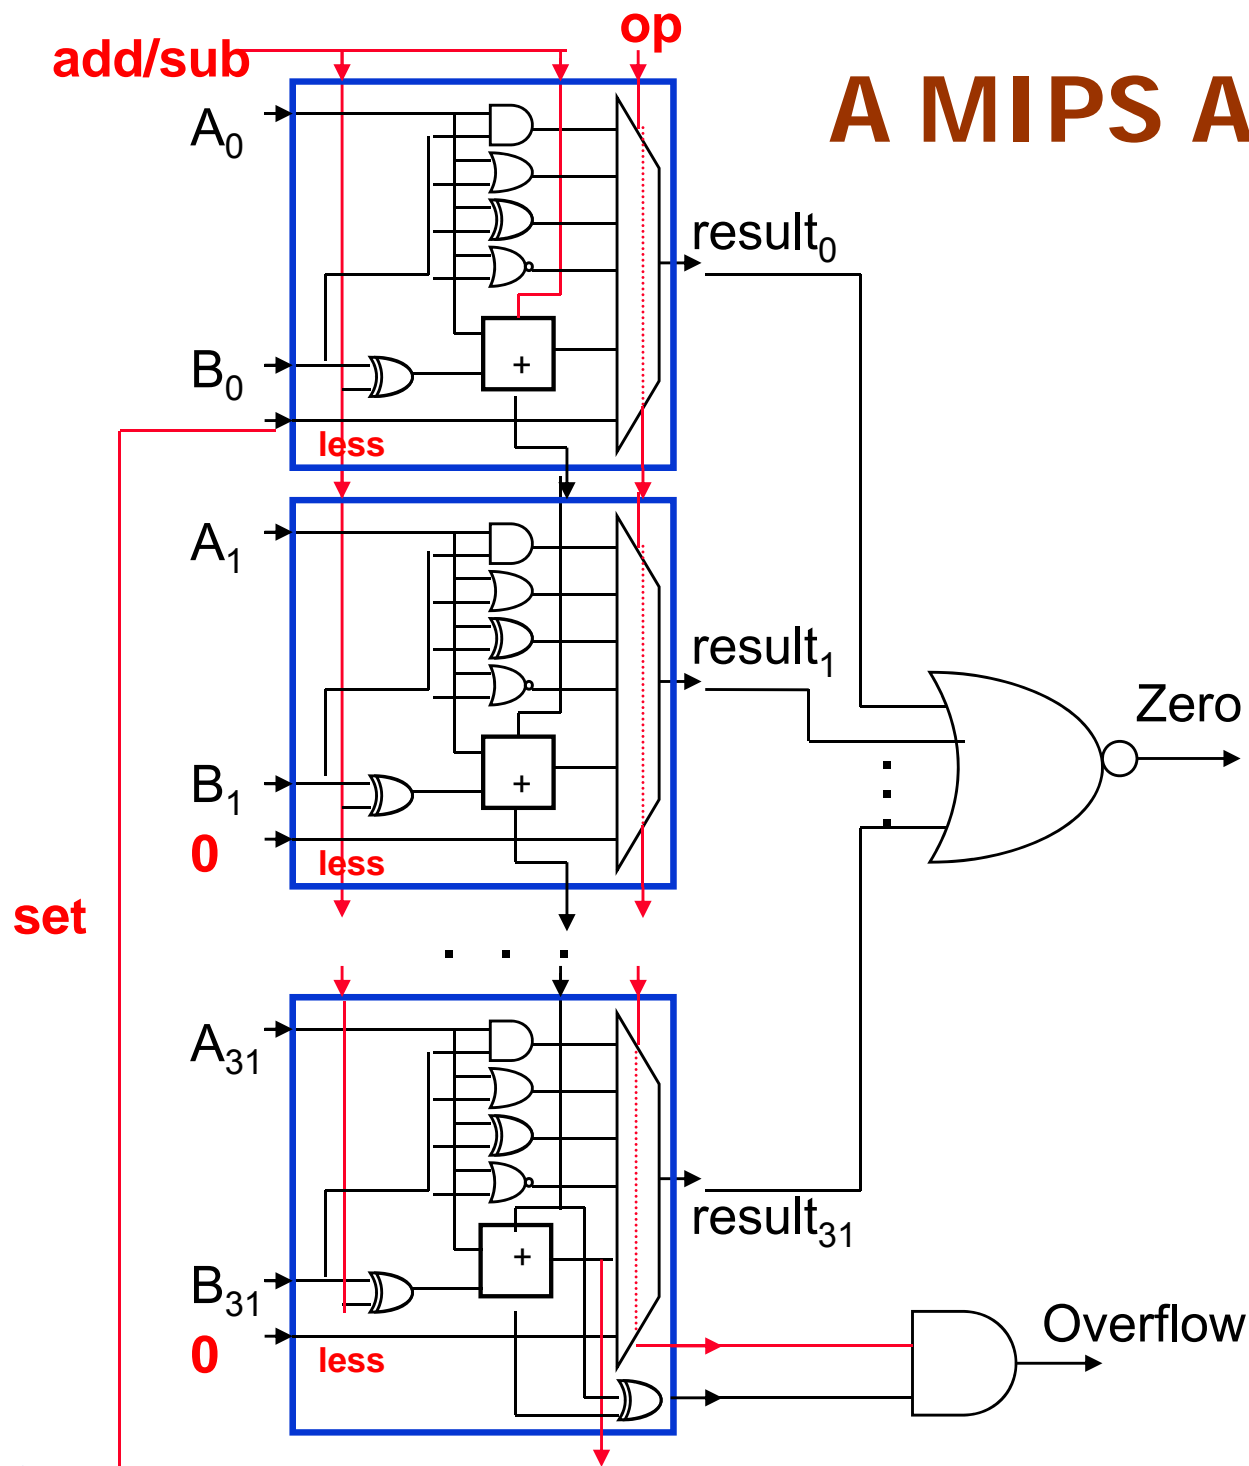 add/sub
op
A MIPS A
A0
result0
B0
less
A1
result1
Zero
B1
0
less
set
A31
result31
B31
0
less
Overflow
+
+
+